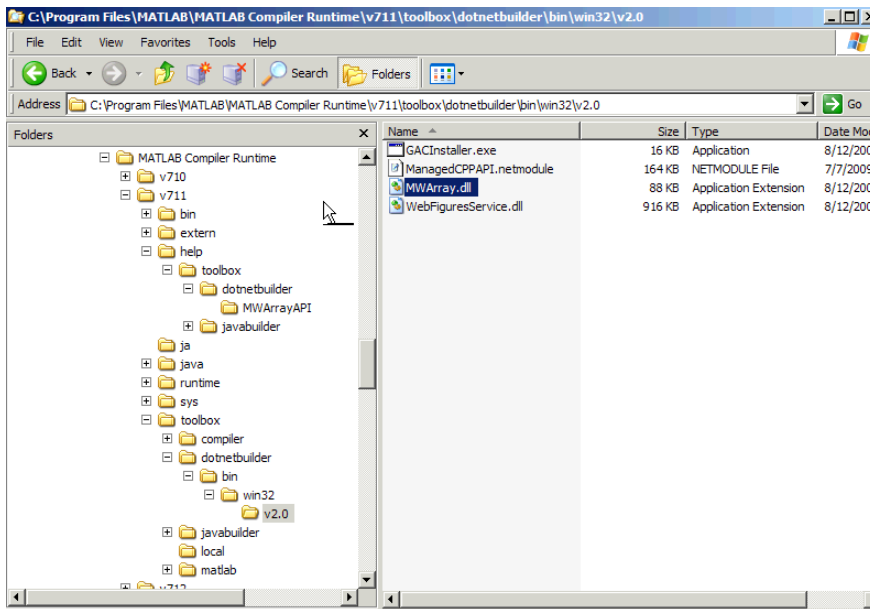 C:\Program Files\MATLAB\MATLAB Compiler Runtime\v711\toolbox\dotnetbuilder\bin\win32\v2.0
File Edit View Favorites Tools Help
Back Search Folders
Address C:\Program Files\MATLAB\MATLAB Compiler Runtime\v711\toolbox\dotnetbuilder\bin\win32\v2.0 Go
Folders x
Name Size Type Date Mo
GACInstaller.exe 16 KB Application 8/12/200
ManagedCPPAPI.netmodule 164 KB NETMODULE File 7/7/2009
MWArray.dll 88 KB Application Extension 8/12/200
WebFiguresService.dll 916 KB Application Extension 8/12/200
MATLAB Compiler Runtime
v710
v711
bin
extern
help
toolbox
dotnetbuilder
MWArrayAPI
javabuilder
ja
java
runtime
sys
toolbox
compiler
dotnetbuilder
bin
win32
v2.0
javabuilder
local
matlab